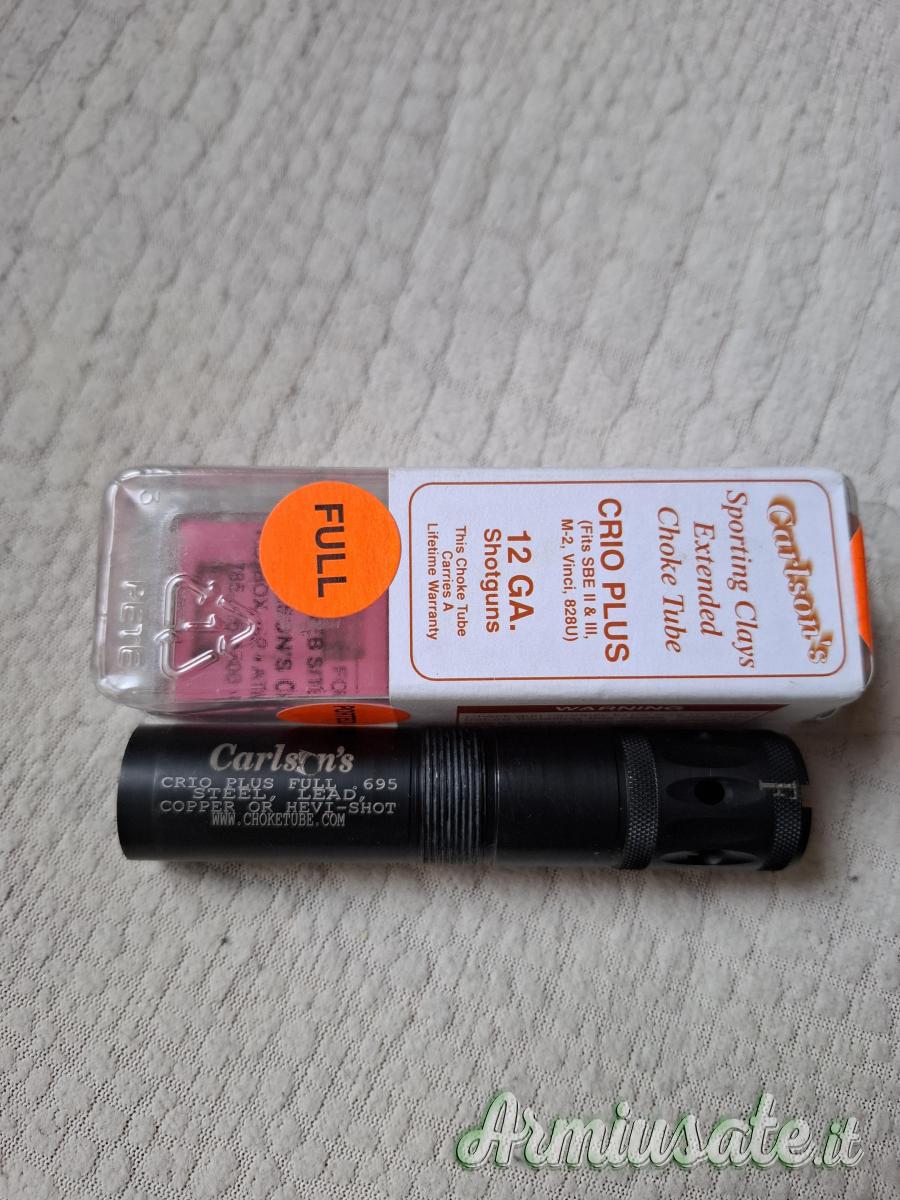 Carlson's
Sporting Clays
Extended
Choke Tube
CRIO PLUS
(Fits SBE II & III,
M-2, Vinci, 828U)
12 GA.
Shotguns
This Choke Tube
Carries A
Lifetime Warranty
FULL
WARNING
PETE
Carlson's
CRIO PLUS FULL .695
STEEL, LEAD,
COPPER OR HEVI-SHOT
WWW.CHOKETUBE.COM
F
Armiusate.it